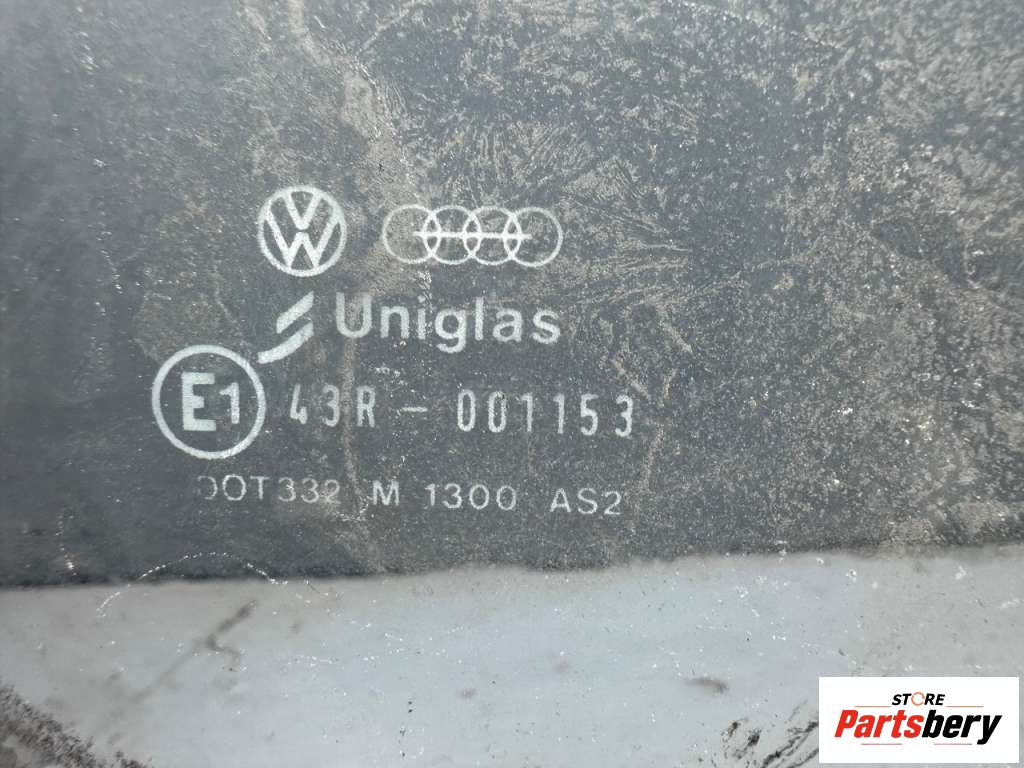 Uniglas
E1 43R - 001153
DOT332 M 1300 AS2
STORE
Partsbery